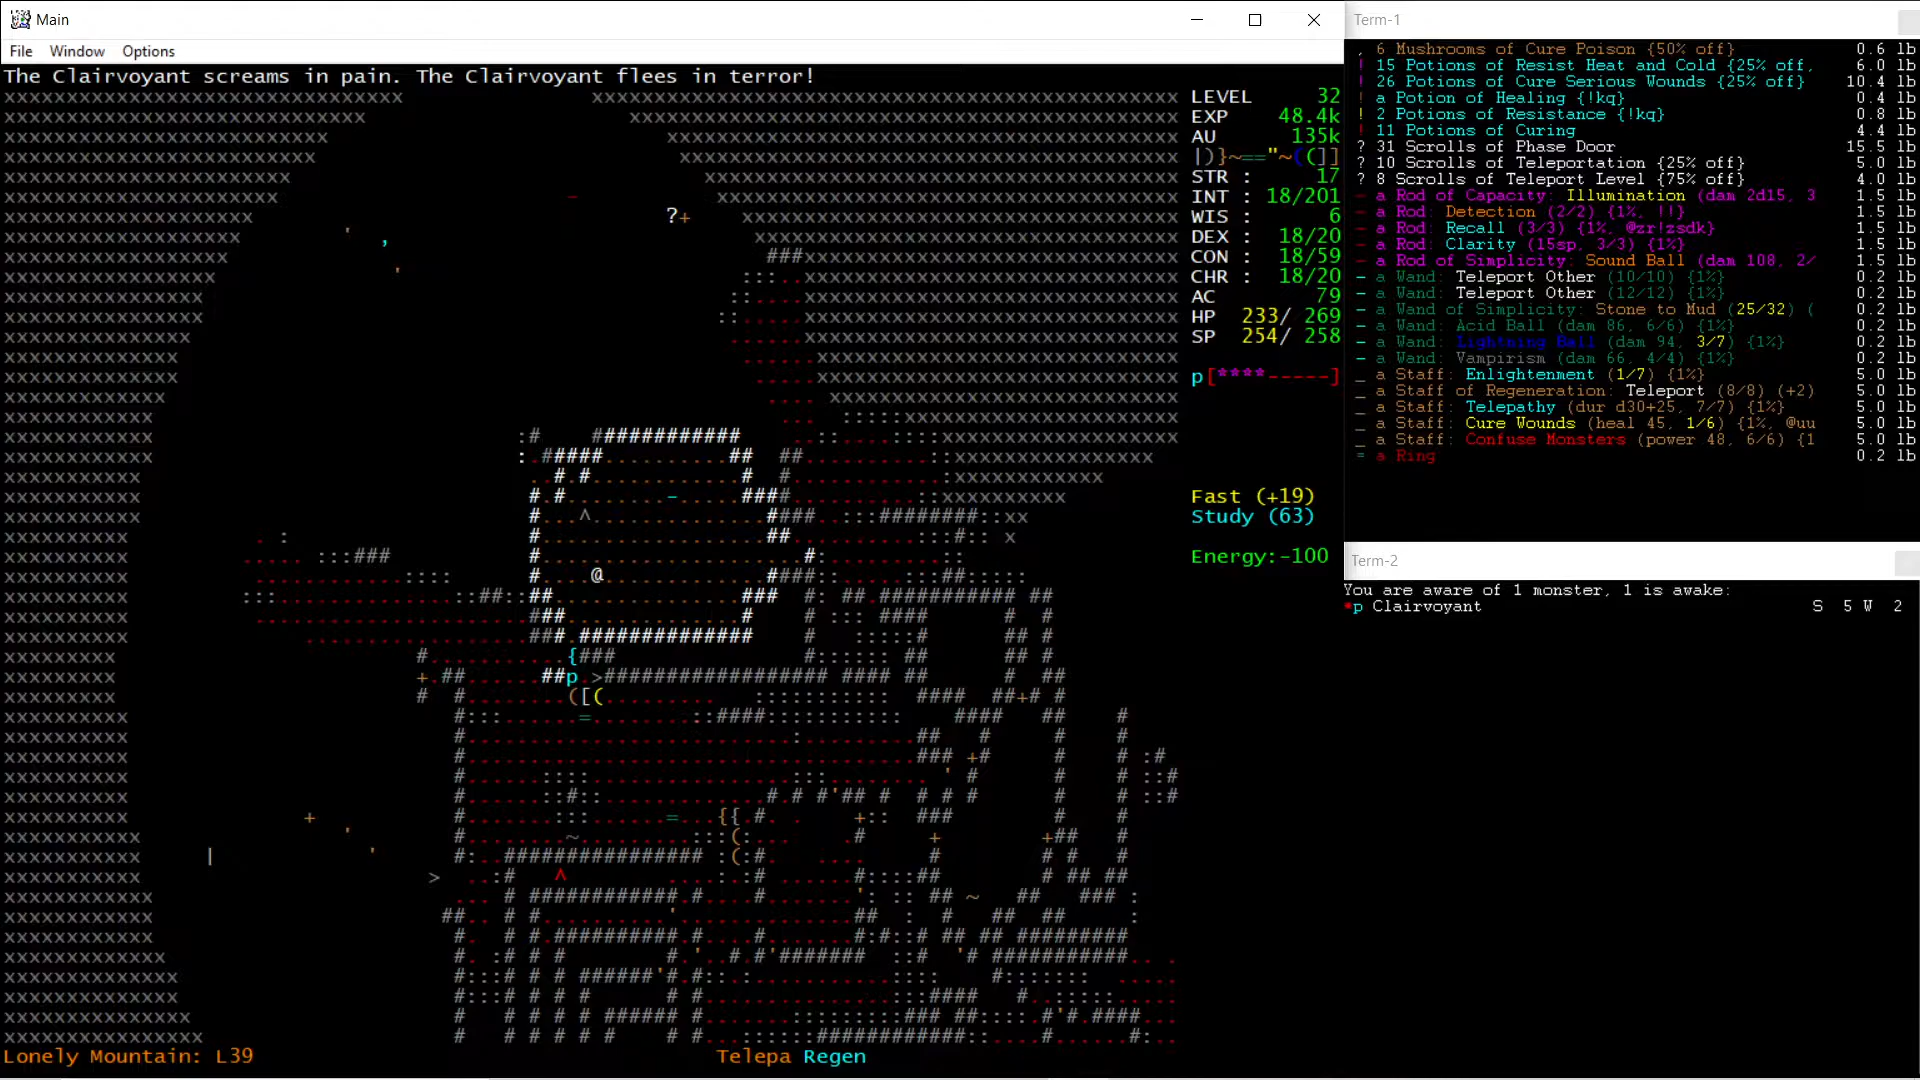 Main
File Window Options
The Clairvoyant screams in pain. The Clairvoyant flees in terror!
LEVEL 32
EXP 48.4k
AU 135k
|)}~=="~((]]
STR : 17
INT : 18/201
WIS : 6
DEX : 18/20
CON : 18/59
CHR : 18/20
AC 79
HP 233/ 269
SP 254/ 258
p[****-----]
Fast (+19)
Study (63)
Energy:-100
Lonely Mountain: L39
Telepa Regen
Term-1
, 6 Mushrooms of Cure Poison {50% off} 0.6 lb
! 15 Potions of Resist Heat and Cold {25% off, 6.0 lb
! 26 Potions of Cure Serious Wounds {25% off} 10.4 lb
! a Potion of Healing {!kq} 0.4 lb
! 2 Potions of Resistance {!kq} 0.8 lb
! 11 Potions of Curing 4.4 lb
? 31 Scrolls of Phase Door 15.5 lb
? 10 Scrolls of Teleportation {25% off} 5.0 lb
? 8 Scrolls of Teleport Level {75% off} 4.0 lb
- a Rod of Capacity: Illumination (dam 2d15, 3 1.5 lb
- a Rod: Detection (2/2) {1%, !!} 1.5 lb
- a Rod: Recall (3/3) {1%, @zr!zsdk} 1.5 lb
- a Rod: Clarity (15sp, 3/3) {1%} 1.5 lb
- a Rod of Simplicity: Sound Ball (dam 108, 2/ 1.5 lb
- a Wand: Teleport Other (10/10) {1%} 0.2 lb
- a Wand: Teleport Other (12/12) {1%} 0.2 lb
- a Wand of Simplicity: Stone to Mud (25/32) ( 0.2 lb
- a Wand: Acid Ball (dam 86, 6/6) {1%} 0.2 lb
- a Wand: Lightning Ball (dam 94, 3/7) {1%} 0.2 lb
- a Wand: Vampirism (dam 66, 4/4) {1%} 0.2 lb
_ a Staff: Enlightenment (1/7) {1%} 5.0 lb
_ a Staff of Regeneration: Teleport (8/8) (+2) 5.0 lb
_ a Staff: Telepathy (dur d30+25, 7/7) {1%} 5.0 lb
_ a Staff: Cure Wounds (heal 45, 1/6) {1%, @uu 5.0 lb
_ a Staff: Confuse Monsters (power 48, 6/6) {1 5.0 lb
= a Ring 0.2 lb
Term-2
You are aware of 1 monster, 1 is awake:
*p Clairvoyant S 5 W 2